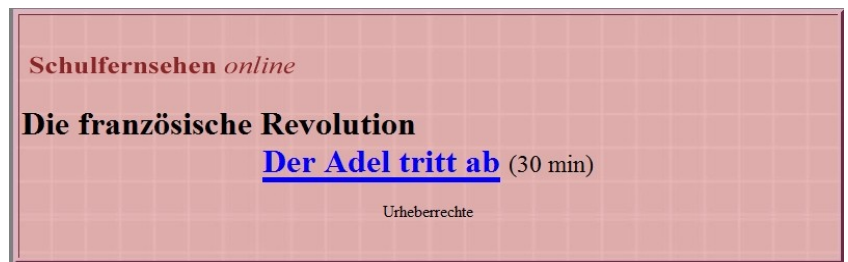 Schulfernsehen online
Die französische Revolution
Der Adel tritt ab (30 min)
Urheberrechte